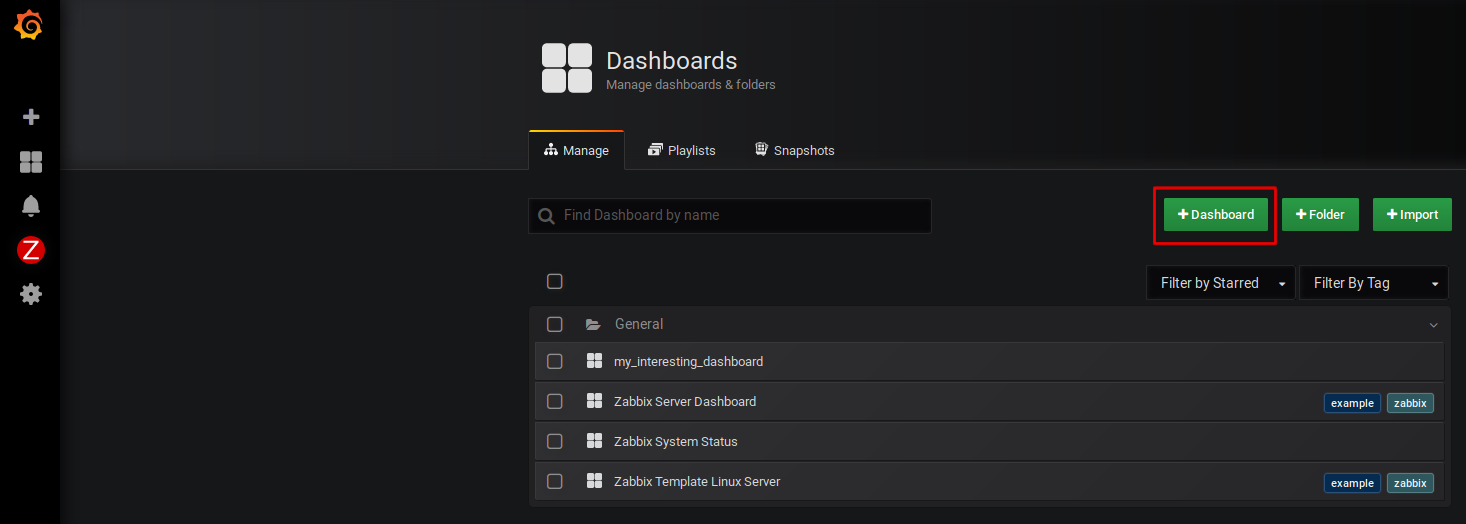 Dashboards
Manage dashboards & folders
Manage Playlists Snapshots
Find Dashboard by name
+ Dashboard + Folder + Import
Filter by Starred Filter By Tag
Z
General
my_interesting_dashboard
Zabbix Server Dashboard example zabbix
Zabbix System Status
Zabbix Template Linux Server example zabbix